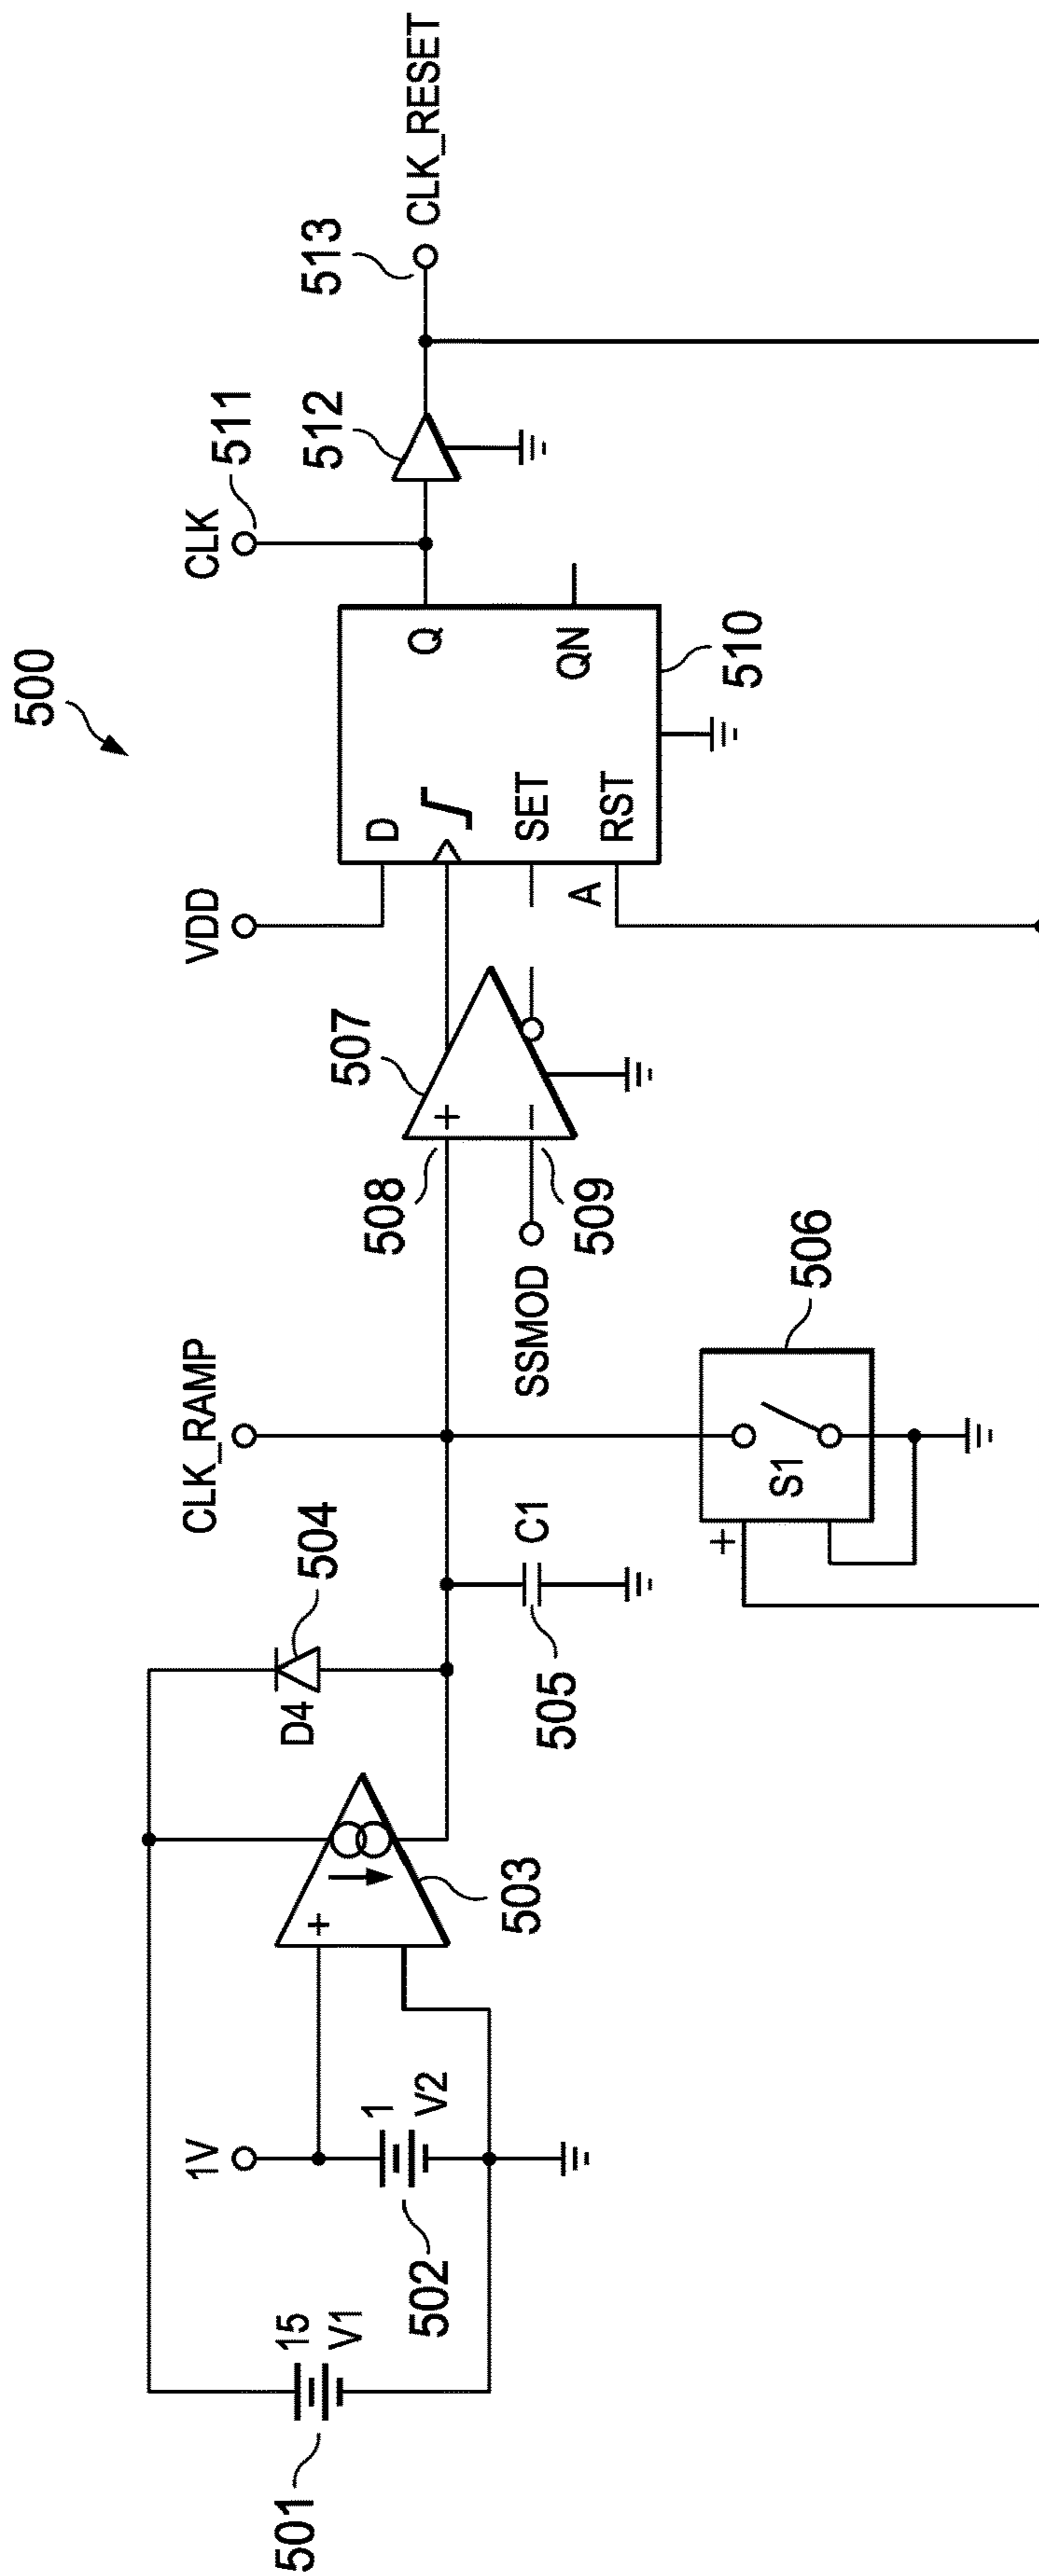 500
501
15
V1
1V
502
1
V2
+
503
D4
504
505
C1
CLK_RAMP
506
S1
+
SSMOD
508
509
507
+
−
VDD
D
SET
RST
A
Q
QN
510
CLK
511
512
513
CLK_RESET